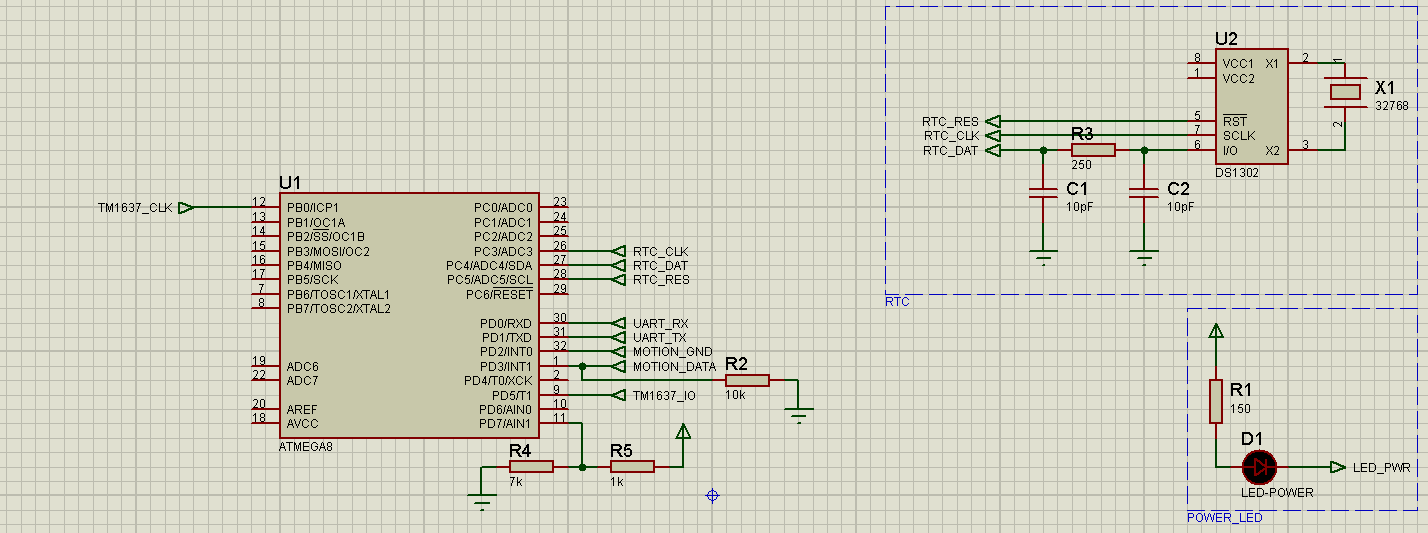 U2
8 VCC1 X1 2
1 VCC2
1
X1
32768
2
RTC_RES 5 RST
RTC_CLK 7 SCLK
RTC_DAT 6 I/O X2 3
R3
250
DS1302
C1
10pF
C2
10pF
RTC
U1
TM1637_CLK 12 PB0/ICP1 PC0/ADC0 23
13 PB1/OC1A PC1/ADC1 24
14 PB2/SS/OC1B PC2/ADC2 25
15 PB3/MOSI/OC2 PC3/ADC3 26 RTC_CLK
16 PB4/MISO PC4/ADC4/SDA 27 RTC_DAT
17 PB5/SCK PC5/ADC5/SCL 28 RTC_RES
7 PB6/TOSC1/XTAL1 PC6/RESET 29
8 PB7/TOSC2/XTAL2
PD0/RXD 30 UART_RX
PD1/TXD 31 UART_TX
PD2/INT0 32 MOTION_GND
19 ADC6 PD3/INT1 1 MOTION_DATA
22 ADC7 PD4/T0/XCK 2
PD5/T1 9 TM1637_IO
20 AREF PD6/AIN0 10
18 AVCC PD7/AIN1 11
ATMEGA8
R2
10k
R4
7k
R5
1k
R1
150
D1
LED_PWR
LED-POWER
POWER_LED